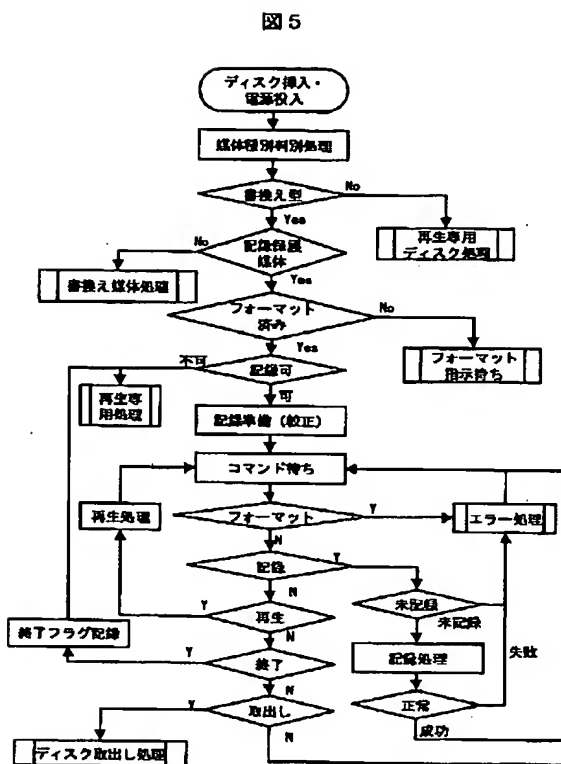 図5
ディスク挿入・
電源投入
媒体種別判別処理
書換え型
No
Yes
再生専用
ディスク処理
No
記録保護
媒体
Yes
書換え媒体処理
フォーマット
済み
No
Yes
フォーマット
指示待ち
不可
記録可
可
再生専
用処理
記録準備（較正）
コマンド待ち
再生処理
フォーマット
Y
エラー処理
N
記録
Y
N
未記録
未記録
Y
再生
N
終了フラグ記録
記録処理
失敗
Y
終了
N
正常
成功
Y
取出し
N
ディスク取出し処理